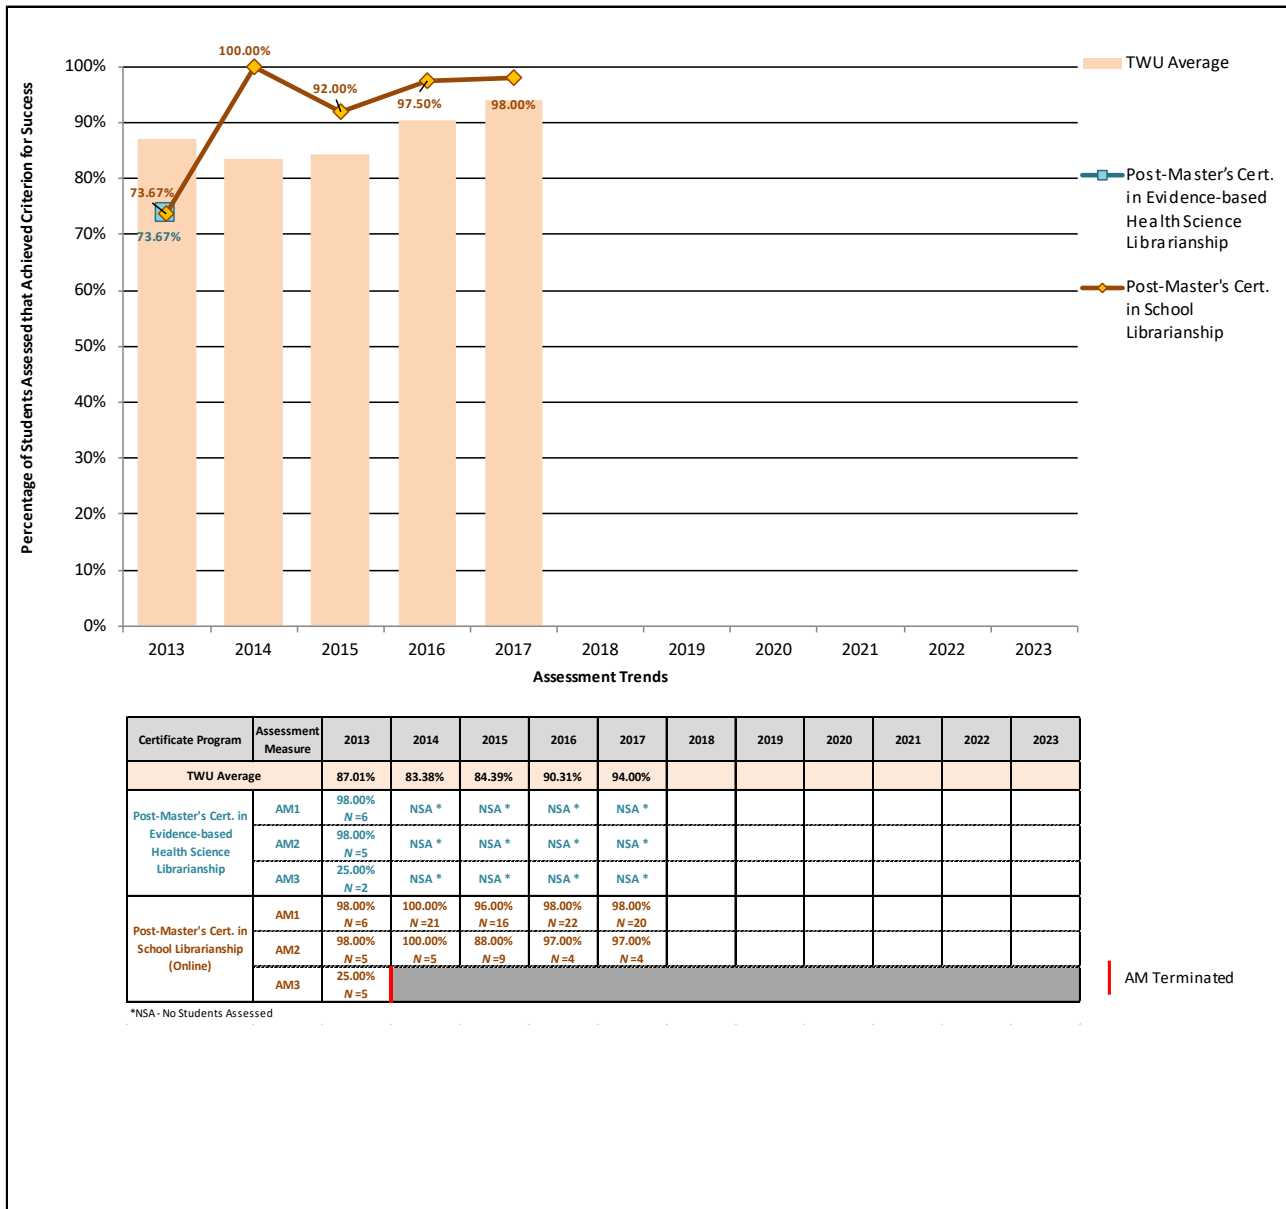 100.00%
100%
92.00%
97.50%
98.00%
90%
80%
73.67%
73.67%
70%
60%
50%
40%
30%
20%
10%
0%
Percentage of Students Assessed that Achieved Criterion for Success
2013 2014 2015 2016 2017 2018 2019 2020 2021 2022 2023
Assessment Trends
TWU Average
Post-Master’s Cert.
in Evidence-based
Health Science
Librarianship
Post-Master's Cert.
in School
Librarianship
Certificate Program Assessment Measure 2013 2014 2015 2016 2017 2018 2019 2020 2021 2022 2023
TWU Average 87.01% 83.38% 84.39% 90.31% 94.00%
Post-Master's Cert. in
Evidence-based
Health Science
Librarianship
AM1 98.00% NSA * NSA * NSA * NSA *
N =6
AM2 98.00% NSA * NSA * NSA * NSA *
N =5
AM3 25.00% NSA * NSA * NSA * NSA *
N =2
Post-Master's Cert. in
School Librarianship
(Online)
AM1 98.00% 100.00% 96.00% 98.00% 98.00%
N =6 N =21 N =16 N =22 N =20
AM2 98.00% 100.00% 88.00% 97.00% 97.00%
N =5 N =5 N =9 N =4 N =4
AM3 25.00%
N =5
AM Terminated
*NSA - No Students Assessed